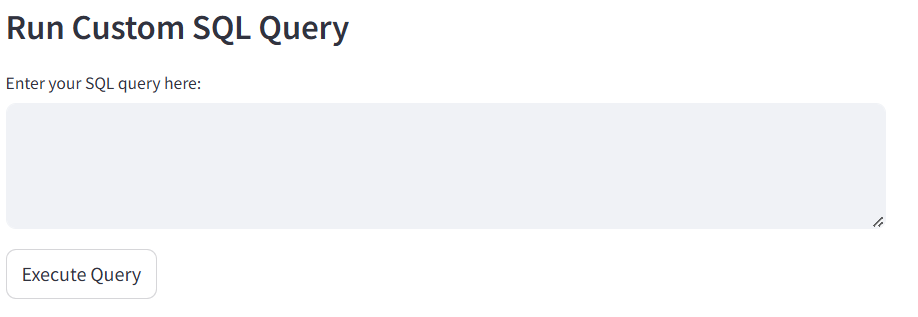 Run Custom SQL Query
Enter your SQL query here:
Execute Query